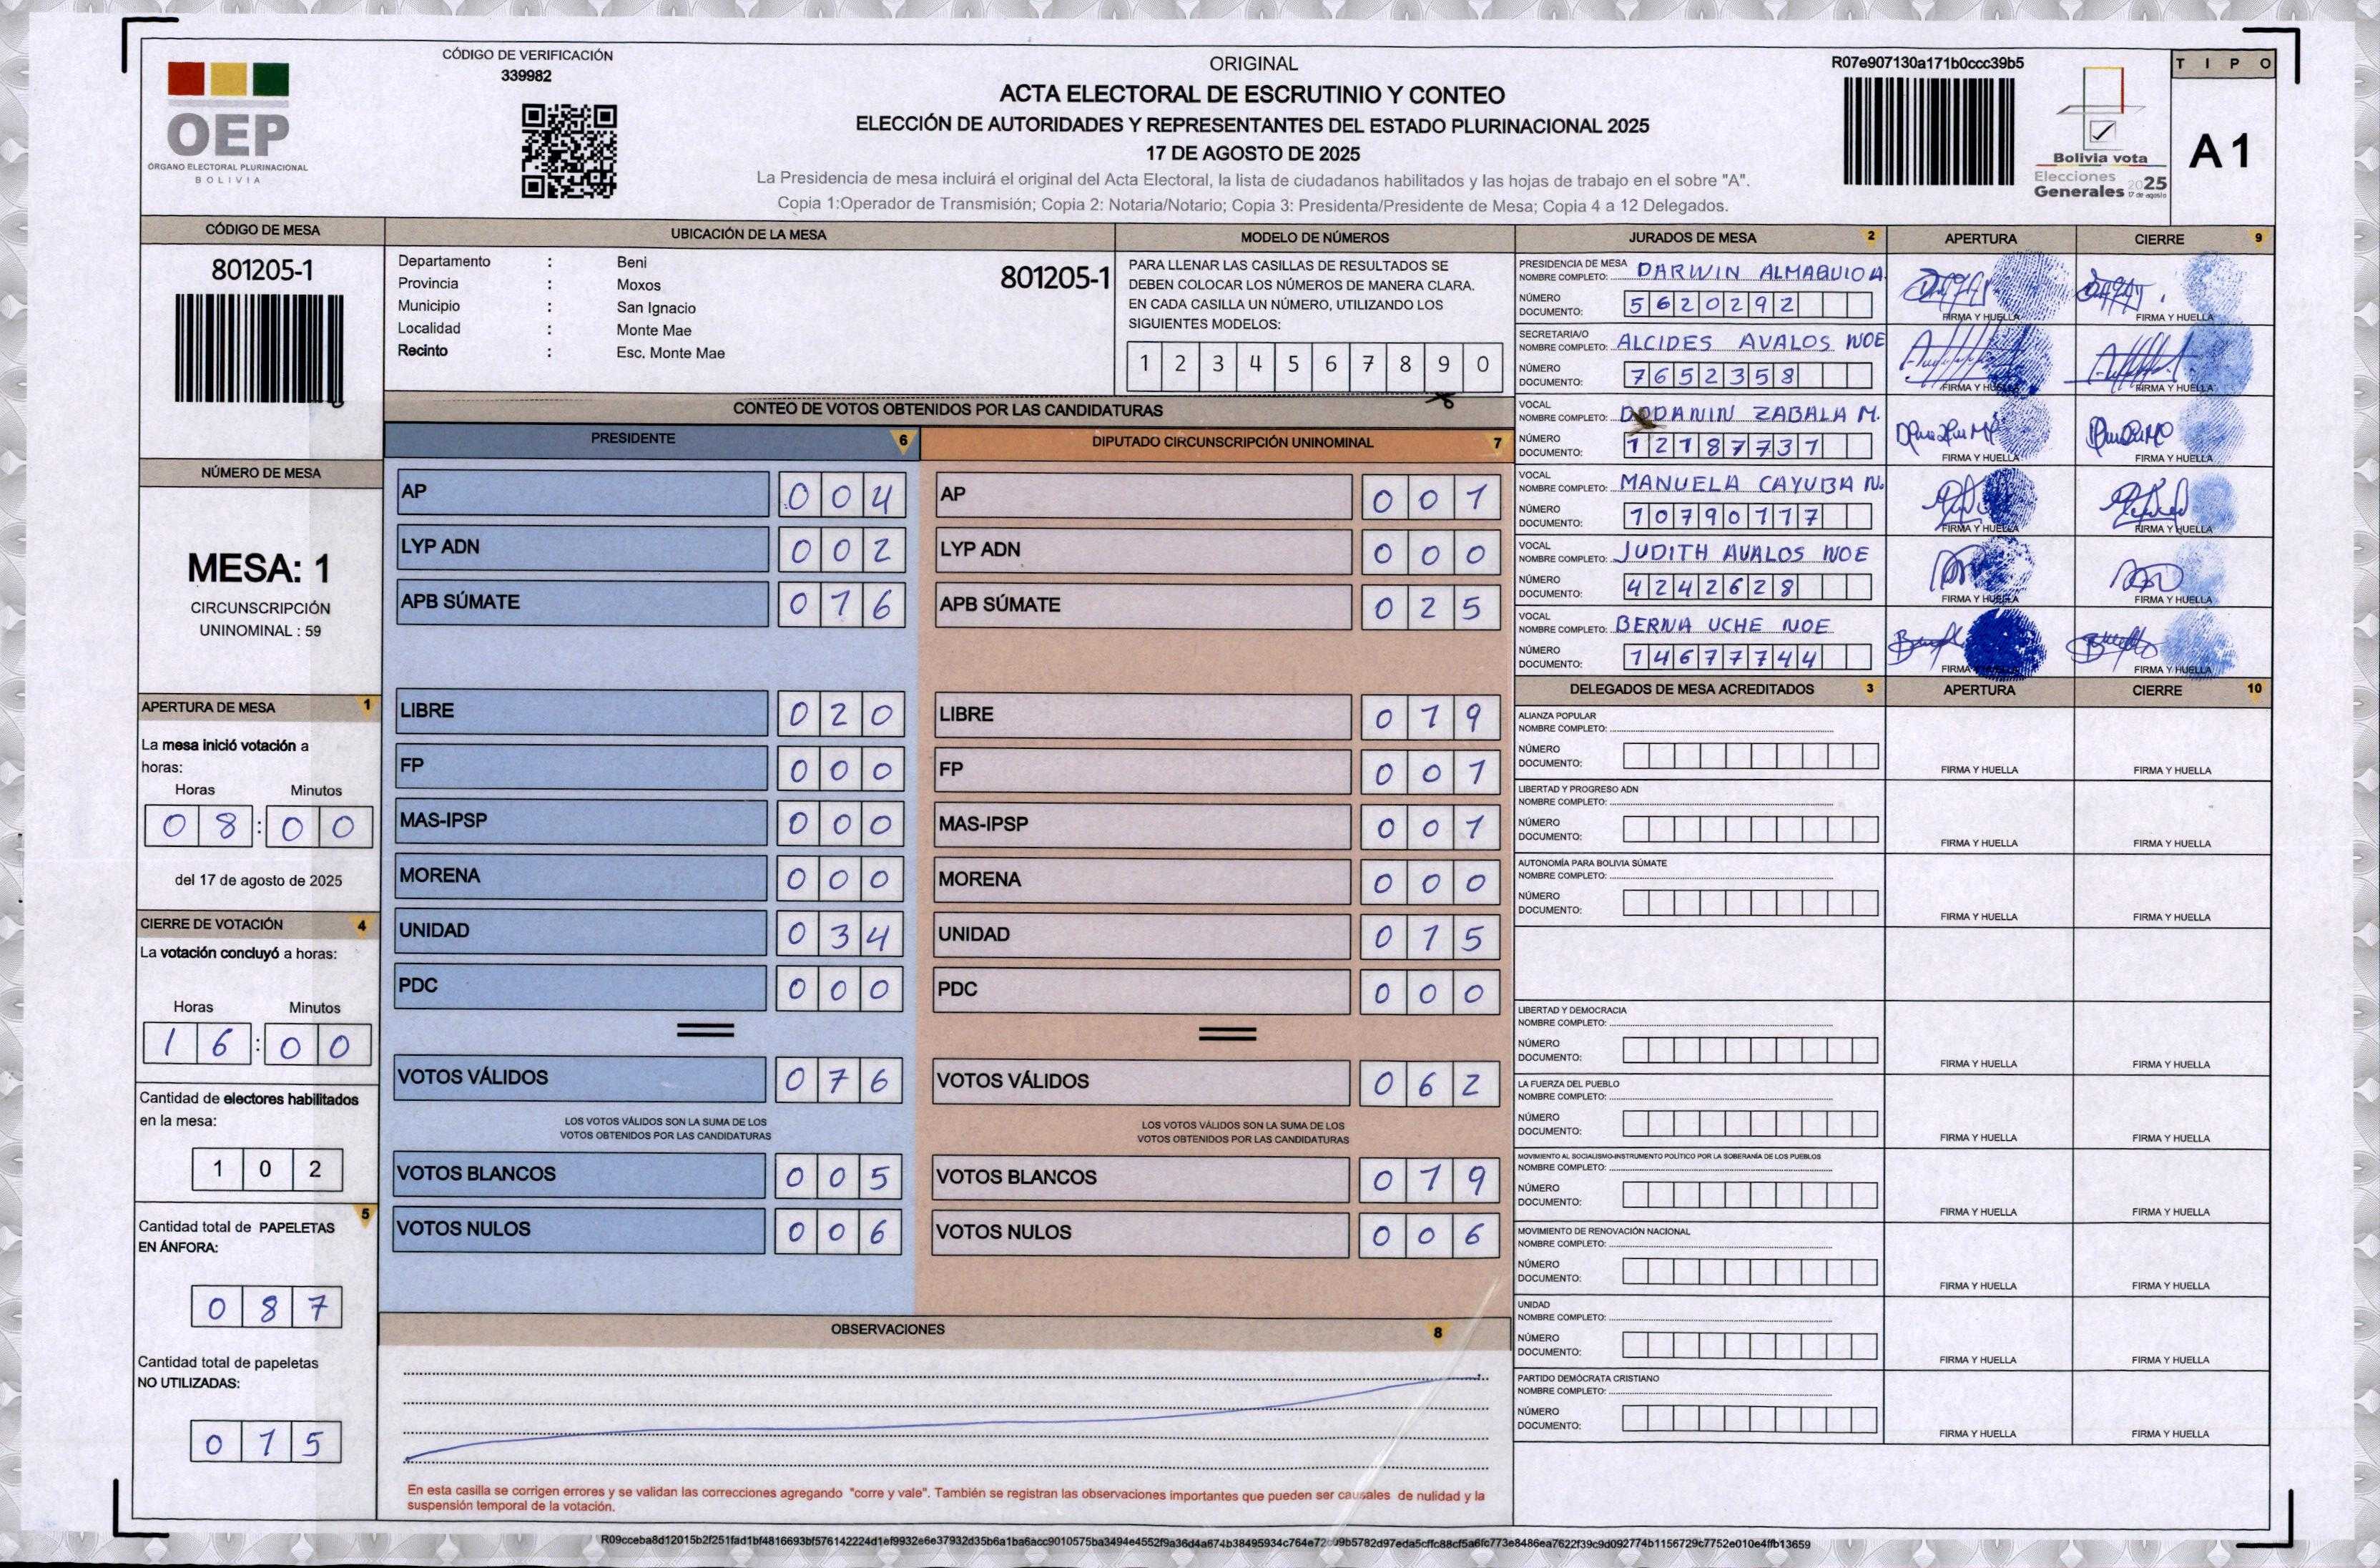 CÓDIGO DE VERIFICACIÓN
339982
OEP
ÓRGANO ELECTORAL PLURINACIONAL
BOLIVIA
ORIGINAL
ACTA ELECTORAL DE ESCRUTINIO Y CONTEO
ELECCIÓN DE AUTORIDADES Y REPRESENTANTES DEL ESTADO PLURINACIONAL 2025
17 DE AGOSTO DE 2025
La Presidencia de mesa incluirá el original del Acta Electoral, la lista de ciudadanos habilitados y las hojas de trabajo en el sobre "A".
Copia 1:Operador de Transmisión; Copia 2: Notaria/Notario; Copia 3: Presidenta/Presidente de Mesa; Copia 4 a 12 Delegados.
R07e907130a171b0ccc39b5
Bolivia vota
Elecciones
Generales 2025
17 de agosto
TIPO
A 1
CÓDIGO DE MESA
801205-1
UBICACIÓN DE LA MESA
Departamento : Beni
Provincia : Moxos
Municipio : San Ignacio
Localidad : Monte Mae
Recinto : Esc. Monte Mae
801205-1
MODELO DE NÚMEROS
PARA LLENAR LAS CASILLAS DE RESULTADOS SE
DEBEN COLOCAR LOS NÚMEROS DE MANERA CLARA.
EN CADA CASILLA UN NÚMERO, UTILIZANDO LOS
SIGUIENTES MODELOS:
1 2 3 4 5 6 7 8 9 0
NÚMERO DE MESA
MESA: 1
CIRCUNSCRIPCIÓN
UNINOMINAL : 59
APERTURA DE MESA 1
La mesa inició votación a
horas:
Horas Minutos
08:00
del 17 de agosto de 2025
CIERRE DE VOTACIÓN 4
La votación concluyó a horas:
Horas Minutos
16:00
Cantidad de electores habilitados
en la mesa:
102
5
Cantidad total de PAPELETAS
EN ÁNFORA:
087
Cantidad total de papeletas
NO UTILIZADAS:
015
CONTEO DE VOTOS OBTENIDOS POR LAS CANDIDATURAS
PRESIDENTE 6
AP 004
LYP ADN 002
APB SÚMATE 016
LIBRE 020
FP 000
MAS-IPSP 000
MORENA 000
UNIDAD 034
PDC 000
VOTOS VÁLIDOS 076
LOS VOTOS VÁLIDOS SON LA SUMA DE LOS
VOTOS OBTENIDOS POR LAS CANDIDATURAS
VOTOS BLANCOS 005
VOTOS NULOS 006
DIPUTADO CIRCUNSCRIPCIÓN UNINOMINAL 7
AP 001
LYP ADN 000
APB SÚMATE 025
LIBRE 019
FP 001
MAS-IPSP 001
MORENA 000
UNIDAD 015
PDC 000
VOTOS VÁLIDOS 062
LOS VOTOS VÁLIDOS SON LA SUMA DE LOS
VOTOS OBTENIDOS POR LAS CANDIDATURAS
VOTOS BLANCOS 019
VOTOS NULOS 006
OBSERVACIONES 8
En esta casilla se corrigen errores y se validan las correcciones agregando "corre y vale". También se registran las observaciones importantes que pueden ser causales de nulidad y la
suspensión temporal de la votación.
JURADOS DE MESA 2 APERTURA CIERRE 9
PRESIDENCIA DE MESA
NOMBRE COMPLETO: DARWIN ALMAQUIO A
NÚMERO
DOCUMENTO: 5620292
FIRMA Y HUELLA FIRMA Y HUELLA
SECRETARIA/O
NOMBRE COMPLETO: ALCIDES AVALOS NOE
NÚMERO
DOCUMENTO: 7652358
FIRMA Y HUELLA FIRMA Y HUELLA
VOCAL
NOMBRE COMPLETO: DODANIN ZABALA M.
NÚMERO
DOCUMENTO: 12187737
FIRMA Y HUELLA FIRMA Y HUELLA
VOCAL
NOMBRE COMPLETO: MANUELA CAYUBA N.
NÚMERO
DOCUMENTO: 10790117
FIRMA Y HUELLA FIRMA Y HUELLA
VOCAL
NOMBRE COMPLETO: JUDITH AVALOS NOE
NÚMERO
DOCUMENTO: 4242628
FIRMA Y HUELLA FIRMA Y HUELLA
VOCAL
NOMBRE COMPLETO: BERNA UCHE NOE
NÚMERO
DOCUMENTO: 14677744
FIRMA Y HUELLA FIRMA Y HUELLA
DELEGADOS DE MESA ACREDITADOS 3 APERTURA CIERRE 10
ALIANZA POPULAR
NOMBRE COMPLETO:
NÚMERO
DOCUMENTO:
FIRMA Y HUELLA FIRMA Y HUELLA
LIBERTAD Y PROGRESO ADN
NOMBRE COMPLETO:
NÚMERO
DOCUMENTO:
FIRMA Y HUELLA FIRMA Y HUELLA
AUTONOMÍA PARA BOLIVIA SÚMATE
NOMBRE COMPLETO:
NÚMERO
DOCUMENTO:
FIRMA Y HUELLA FIRMA Y HUELLA
LIBERTAD Y DEMOCRACIA
NOMBRE COMPLETO:
NÚMERO
DOCUMENTO:
FIRMA Y HUELLA FIRMA Y HUELLA
LA FUERZA DEL PUEBLO
NOMBRE COMPLETO:
NÚMERO
DOCUMENTO:
FIRMA Y HUELLA FIRMA Y HUELLA
MOVIMIENTO AL SOCIALISMO-INSTRUMENTO POLÍTICO POR LA SOBERANÍA DE LOS PUEBLOS
NOMBRE COMPLETO:
NÚMERO
DOCUMENTO:
FIRMA Y HUELLA FIRMA Y HUELLA
MOVIMIENTO DE RENOVACIÓN NACIONAL
NOMBRE COMPLETO:
NÚMERO
DOCUMENTO:
FIRMA Y HUELLA FIRMA Y HUELLA
UNIDAD
NOMBRE COMPLETO:
NÚMERO
DOCUMENTO:
FIRMA Y HUELLA FIRMA Y HUELLA
PARTIDO DEMÓCRATA CRISTIANO
NOMBRE COMPLETO:
NÚMERO
DOCUMENTO:
FIRMA Y HUELLA FIRMA Y HUELLA